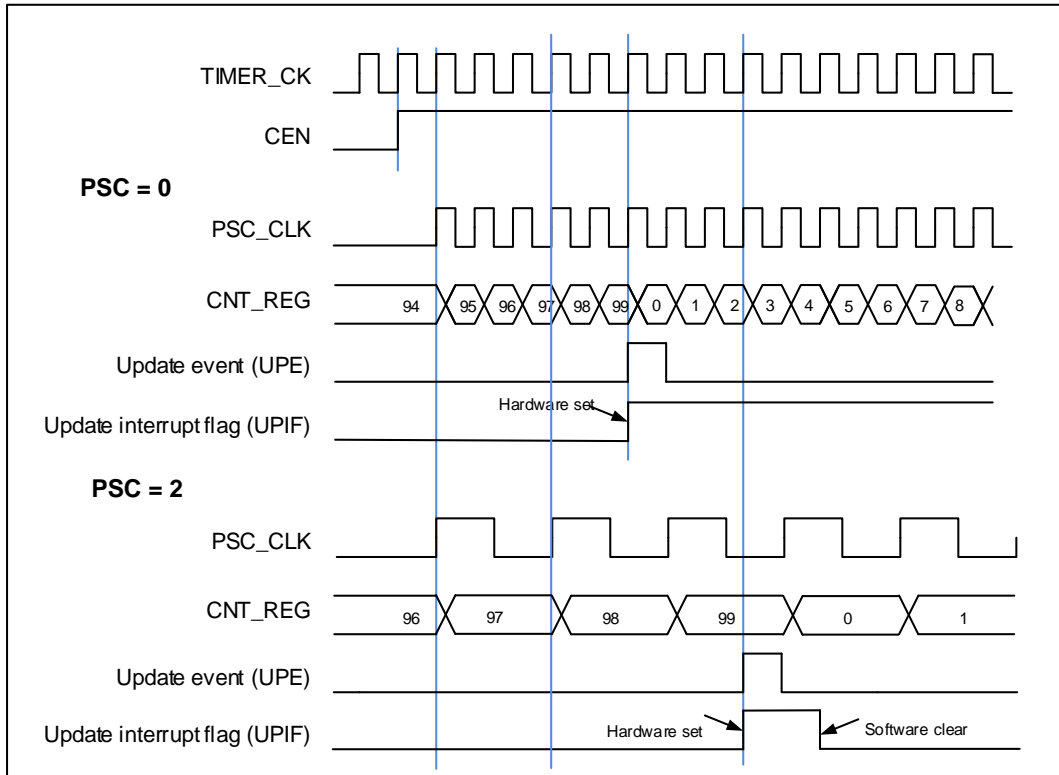 TIMER_CK
CEN
PSC = 0
PSC_CLK
CNT_REG 94 95 96 97 98 99 0 1 2 3 4 5 6 7 8
Update event (UPE)
Hardware set
Update interrupt flag (UPIF)
PSC = 2
PSC_CLK
CNT_REG 96 97 98 99 0 1
Update event (UPE)
Update interrupt flag (UPIF) Hardware set Software clear